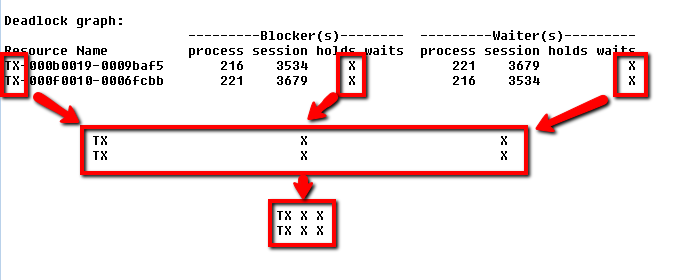 Deadlock graph:
---------Blocker(s)-------- ---------Waiter(s)---------
Resource Name process session holds waits process session holds waits
TX-000b0019-0009baf5 216 3534 X 221 3679 X
TX-000f0010-0006fcbb 221 3679 X 216 3534 X
TX X X
TX X X
TX X X
TX X X